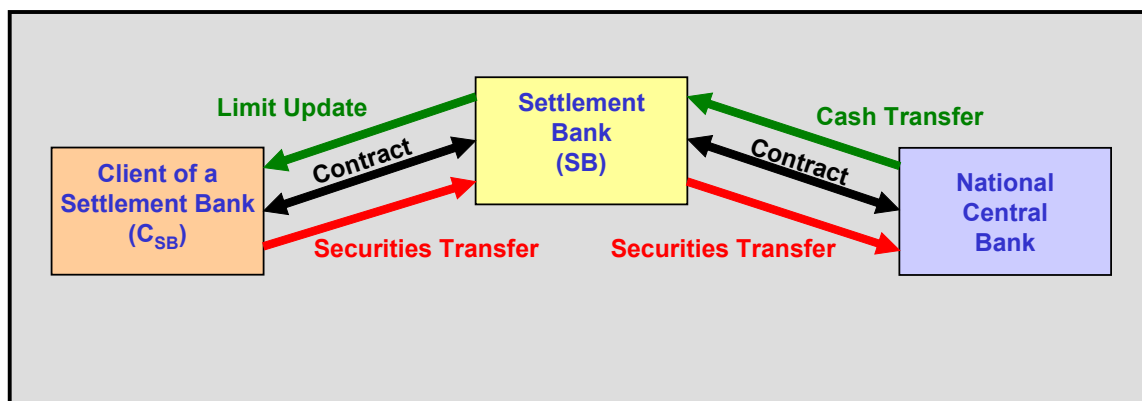 Limit Update
Settlement
Bank
(SB)
Cash Transfer
Contract
Contract
Client of a
Settlement Bank
(CSB)
National
Central
Bank
Securities Transfer
Securities Transfer